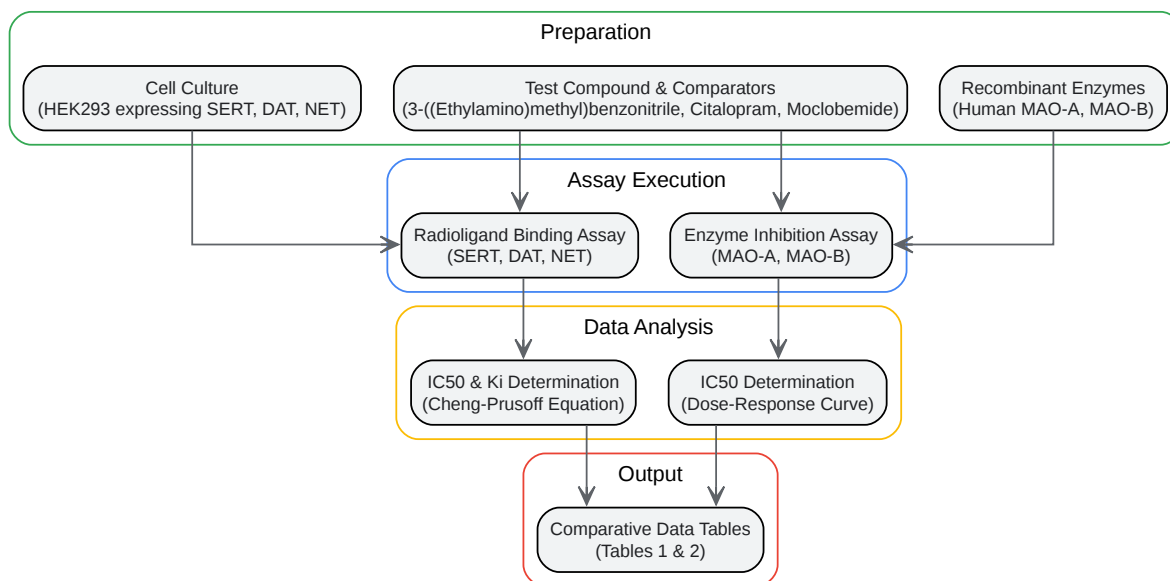 Preparation
Cell Culture
(HEK293 expressing SERT, DAT, NET)
Test Compound & Comparators
(3-((Ethylamino)methyl)benzonitrile, Citalopram, Moclobemide)
Recombinant Enzymes
(Human MAO-A, MAO-B)
Assay Execution
Radioligand Binding Assay
(SERT, DAT, NET)
Enzyme Inhibition Assay
(MAO-A, MAO-B)
Data Analysis
IC50 & Ki Determination
(Cheng-Prusoff Equation)
IC50 Determination
(Dose-Response Curve)
Output
Comparative Data Tables
(Tables 1 & 2)